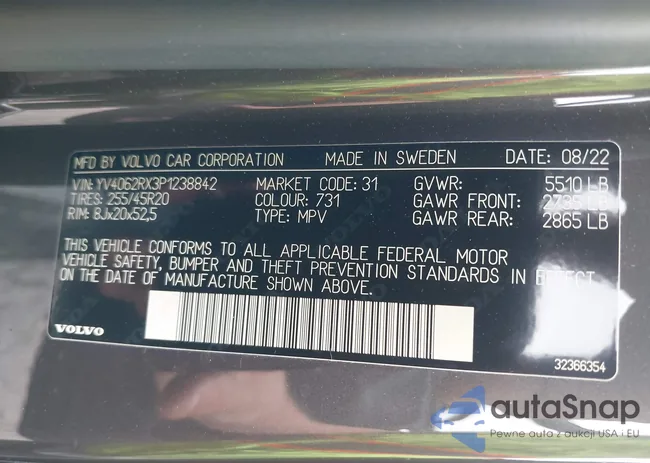 MFD BY VOLVO CAR CORPORATION MADE IN SWEDEN DATE: 08/22
VIN: YV4062RX3P1238842 MARKET CODE: 31 GVWR: 5510 LB
TIRES: 255/45R20 COLOUR: 731 GAWR FRONT: 2735 LB
RIM: 8Jx20x52,5 TYPE: MPV GAWR REAR: 2865 LB
THIS VEHICLE CONFORMS TO ALL APPLICABLE FEDERAL MOTOR
VEHICLE SAFETY, BUMPER AND THEFT PREVENTION STANDARDS IN EFFECT
ON THE DATE OF MANUFACTURE SHOWN ABOVE.
VOLVO
32366354
autaSnap
Pewne auta z aukcji USA i EU